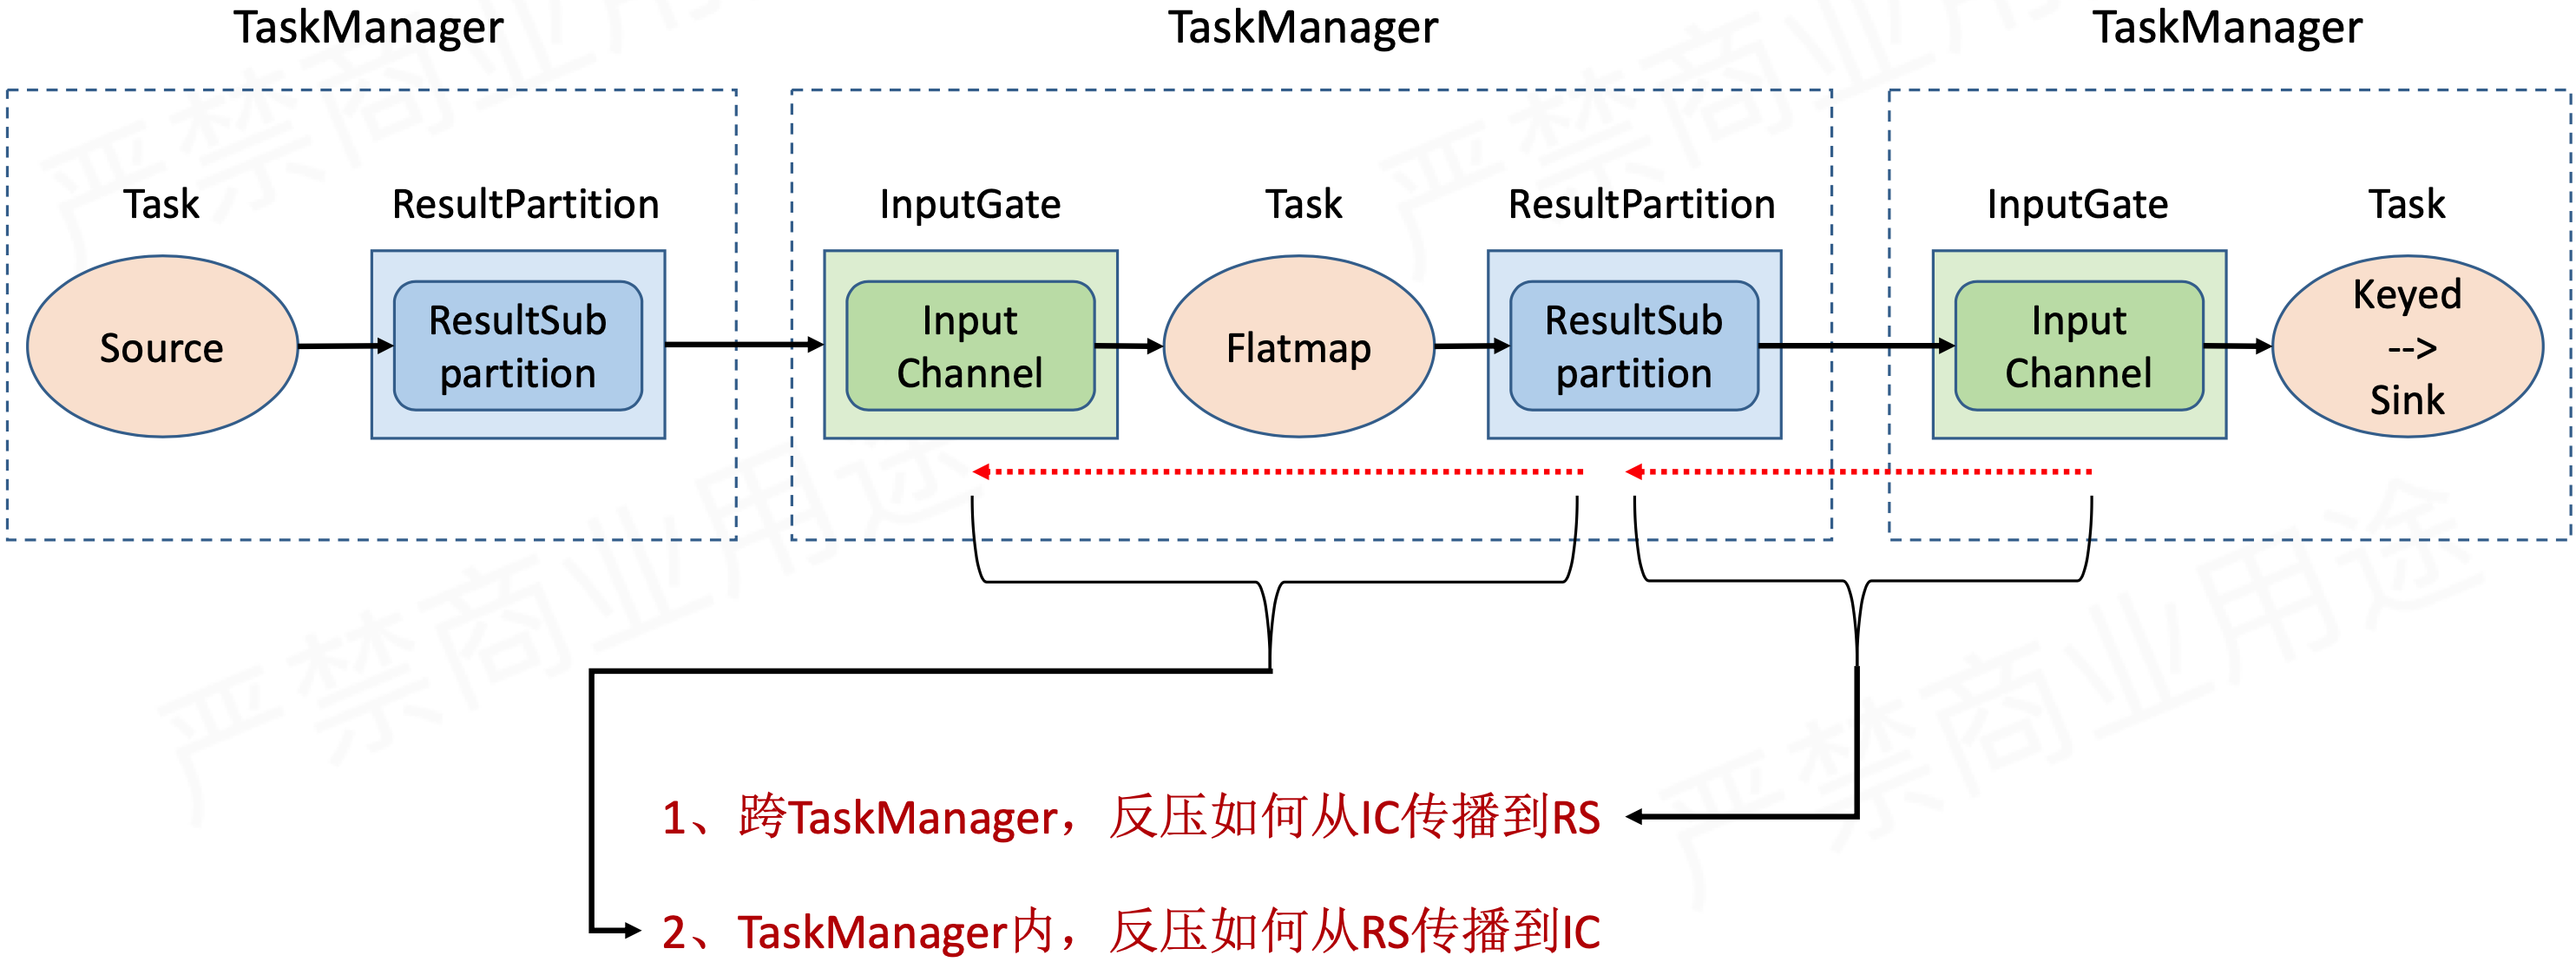 TaskManager
TaskManager
TaskManager
Task
ResultPartition
InputGate
Task
ResultPartition
InputGate
Task
Source
ResultSub
partition
Input
Channel
Flatmap
ResultSub
partition
Input
Channel
Keyed
-->
Sink
1、跨TaskManager，反压如何从IC传播到RS
2、TaskManager内，反压如何从RS传播到IC
严禁商业用途
严禁商业用途
严禁商业用途
严禁商业用途